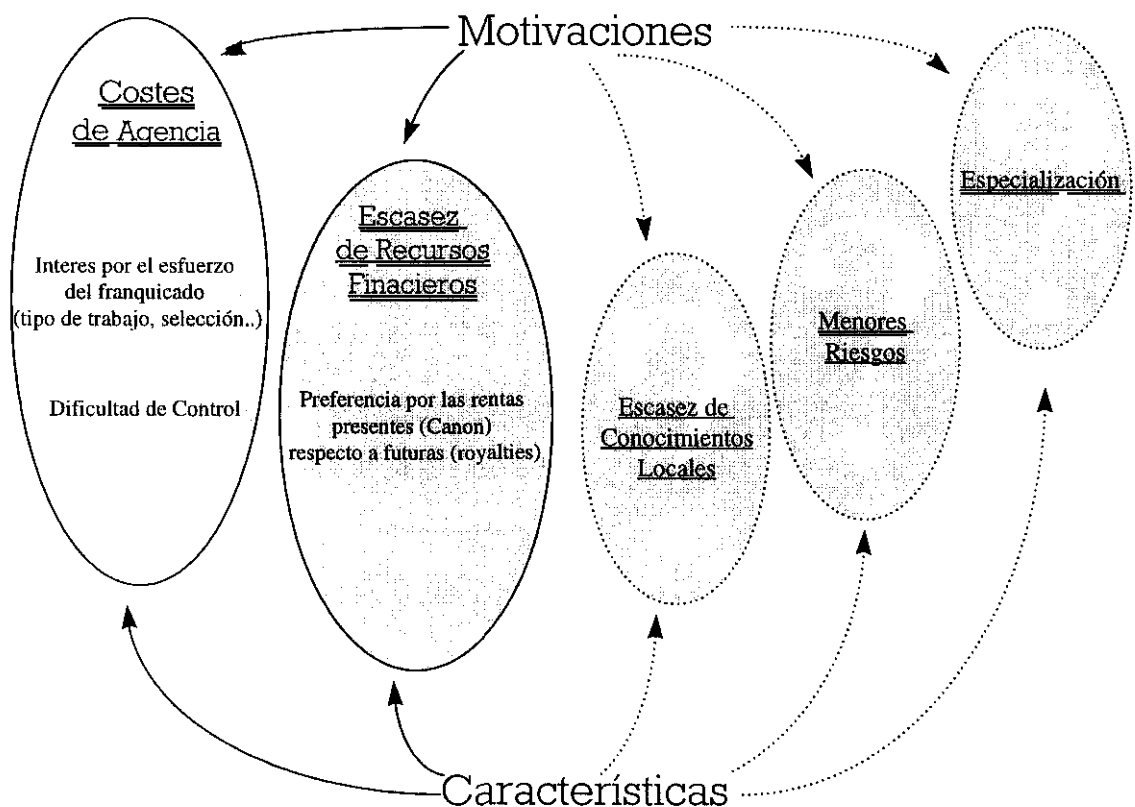 Motivaciones
Costes
de Agencia
Interes por el esfuerzo
del franquicado
(tipo de trabajo, selección..)
Dificultad de Control
Escasez
de Recursos
Finacieros
Preferencia por las rentas
presentes (Canon)
respecto a futuras (royalties)
Escasez de
Conocimientos
Locales
Menores
Riesgos
Especialización
Características